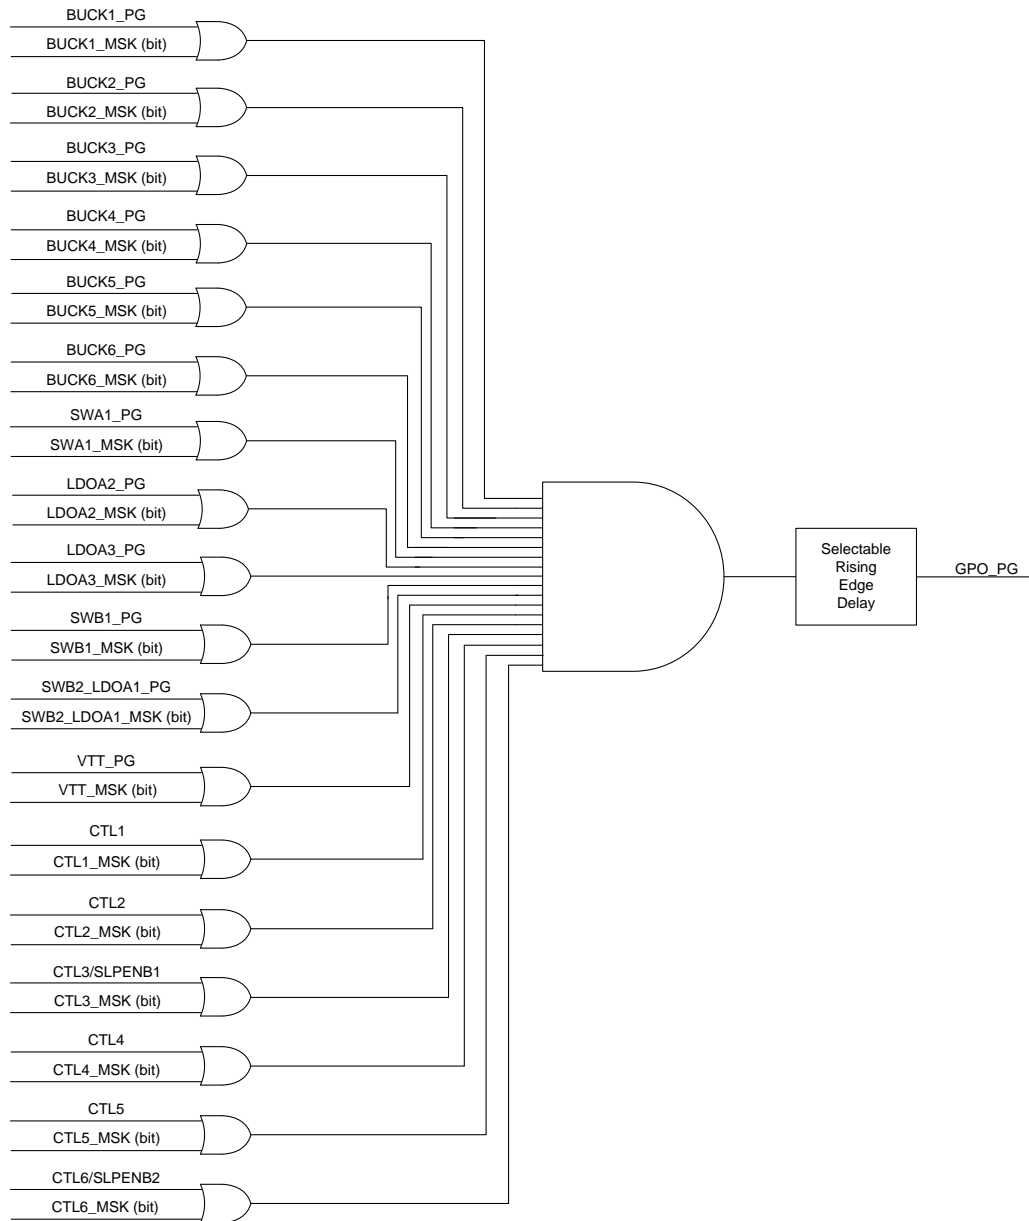 BUCK1_PG
BUCK1_MSK (bit)
BUCK2_PG
BUCK2_MSK (bit)
BUCK3_PG
BUCK3_MSK (bit)
BUCK4_PG
BUCK4_MSK (bit)
BUCK5_PG
BUCK5_MSK (bit)
BUCK6_PG
BUCK6_MSK (bit)
SWA1_PG
SWA1_MSK (bit)
LDOA2_PG
LDOA2_MSK (bit)
LDOA3_PG
LDOA3_MSK (bit)
SWB1_PG
SWB1_MSK (bit)
SWB2_LDOA1_PG
SWB2_LDOA1_MSK (bit)
VTT_PG
VTT_MSK (bit)
CTL1
CTL1_MSK (bit)
CTL2
CTL2_MSK (bit)
CTL3/SLPENB1
CTL3_MSK (bit)
CTL4
CTL4_MSK (bit)
CTL5
CTL5_MSK (bit)
CTL6/SLPENB2
CTL6_MSK (bit)
Selectable
Rising
Edge
Delay
GPO_PG